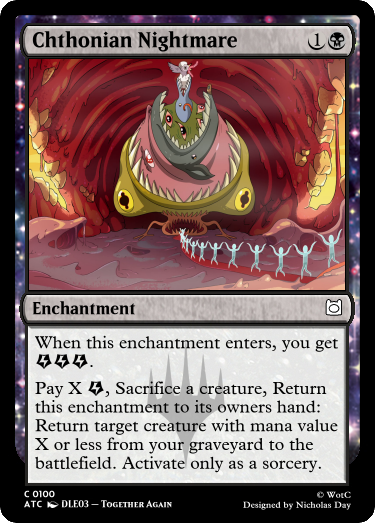 Chthonian Nightmare 1
Enchantment
When this enchantment enters, you get
.
Pay X , Sacrifice a creature, Return
this enchantment to its owners hand:
Return target creature with mana value
X or less from your graveyard to the
battlefield. Activate only as a sorcery.
C 0100
ATC DLE03 – Together Again
© WotC
Designed by Nicholas Day